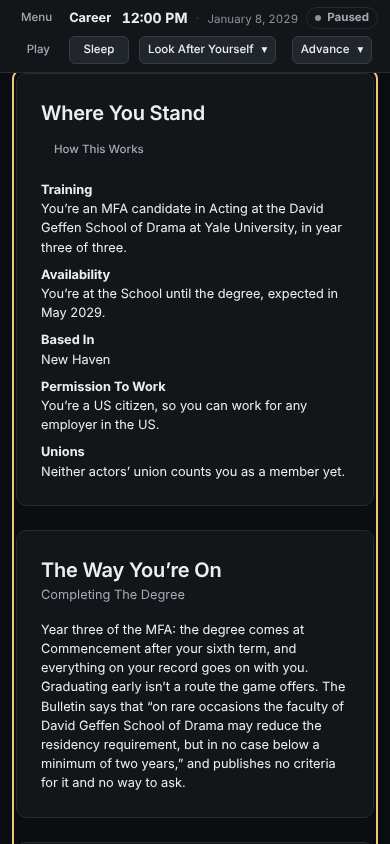 Menu Career 12:00 PM · January 8, 2029 Paused
Play Sleep Look After Yourself ▾ Advance ▾
Where You Stand
How This Works
Training
You’re an MFA candidate in Acting at the David
Geffen School of Drama at Yale University, in year
three of three.
Availability
You’re at the School until the degree, expected in
May 2029.
Based In
New Haven
Permission To Work
You’re a US citizen, so you can work for any
employer in the US.
Unions
Neither actors’ union counts you as a member yet.
The Way You’re On
Completing The Degree
Year three of the MFA: the degree comes at
Commencement after your sixth term, and
everything on your record goes on with you.
Graduating early isn’t a route the game offers. The
Bulletin says that “on rare occasions the faculty of
David Geffen School of Drama may reduce the
residency requirement, but in no case below a
minimum of two years,” and publishes no criteria
for it and no way to ask.